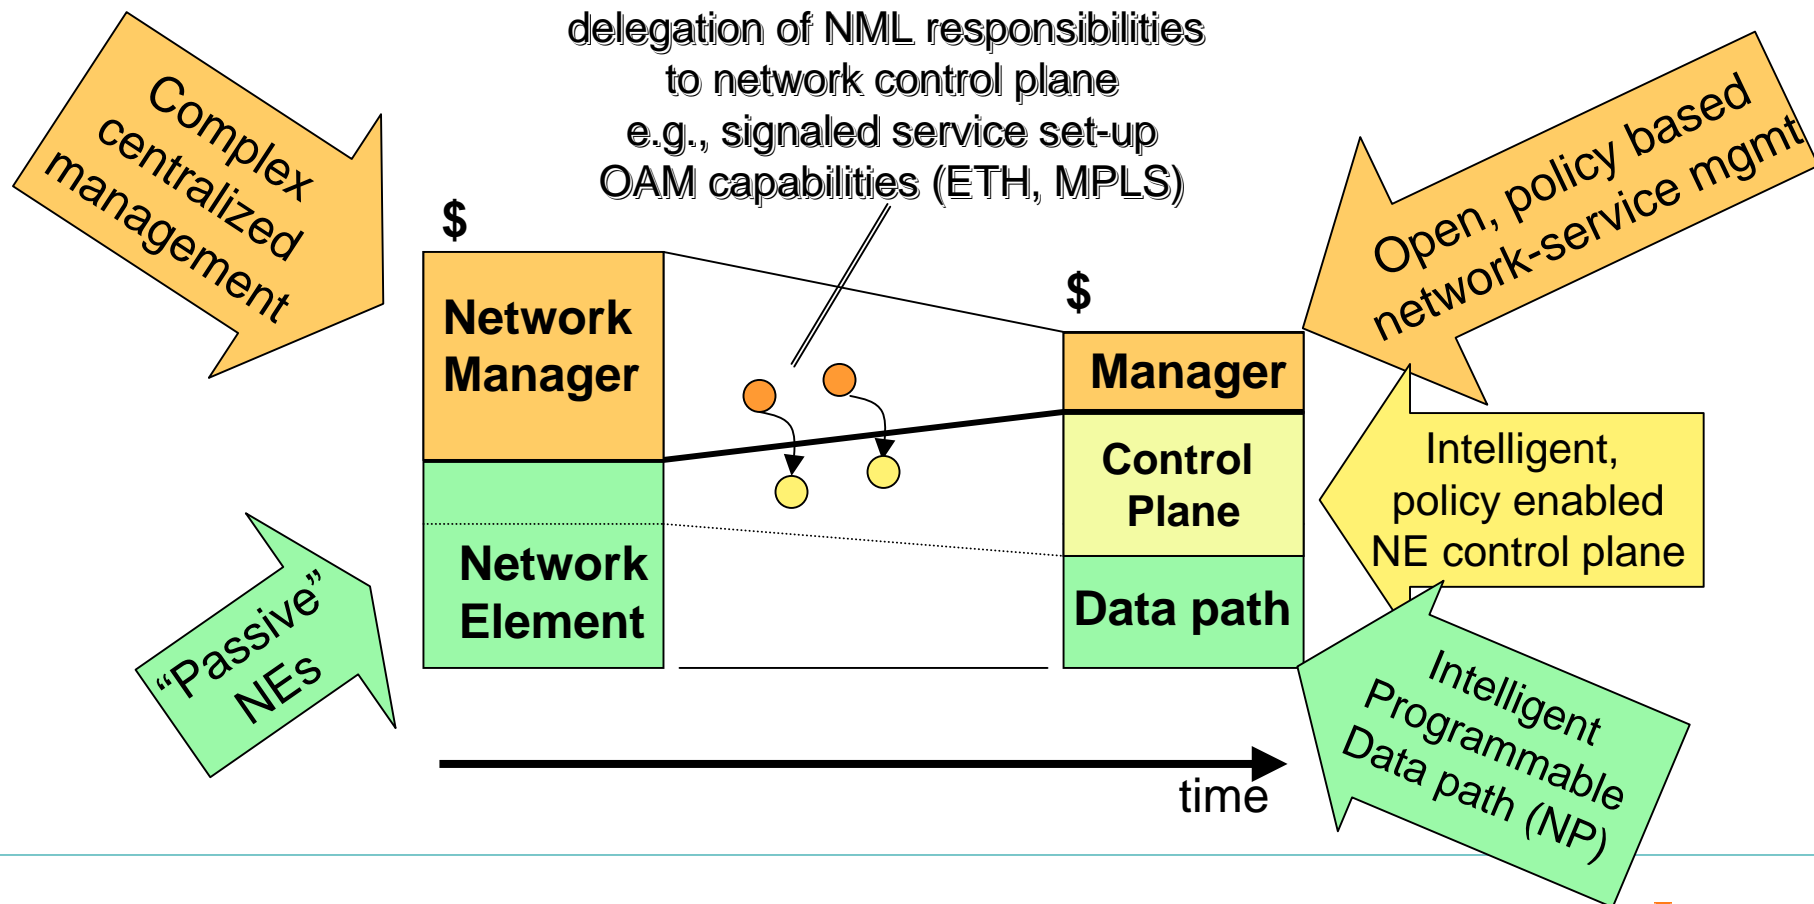 delegation of NML responsibilities
to network control plane
e.g., signaled service set-up
OAM capabilities (ETH, MPLS)
Complex
centralized
management
Open, policy based
network-service mgmt
$
$
Network
Manager
Manager
Control
Plane
Intelligent,
policy enabled
NE control plane
Network
Element
Data path
“Passive”
NEs
Intelligent
Programmable
Data path (NP)
time